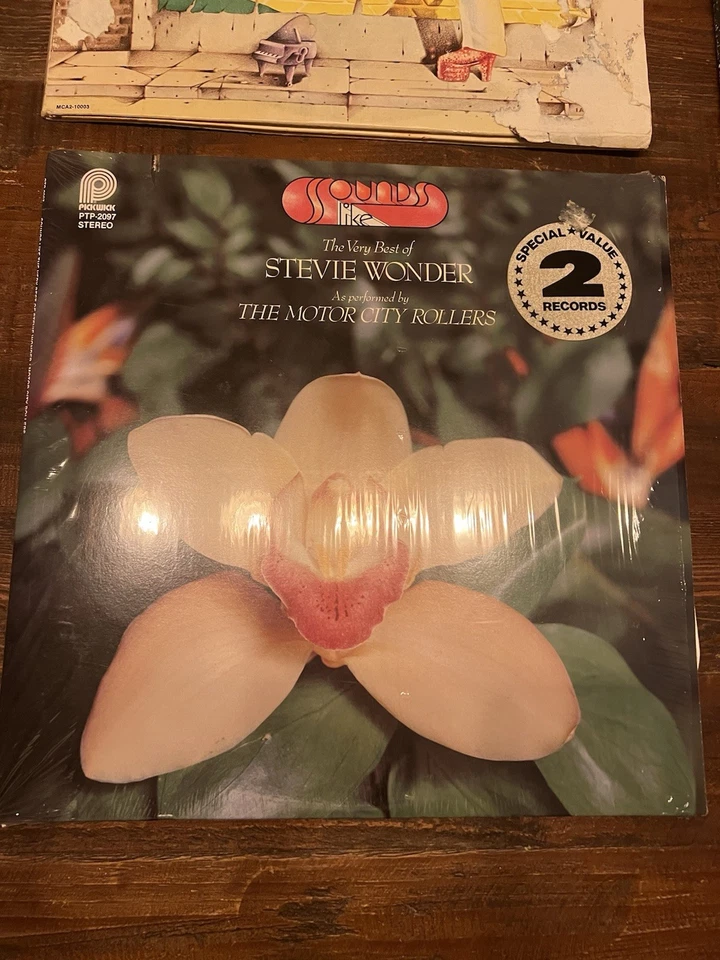 MCA2-10003
PICKWICK
PTP-2097
STEREO
SOUNDS
like
The Very Best of
STEVIE WONDER
As performed by
THE MOTOR CITY ROLLERS
SPECIAL ★ VALUE
2
RECORDS